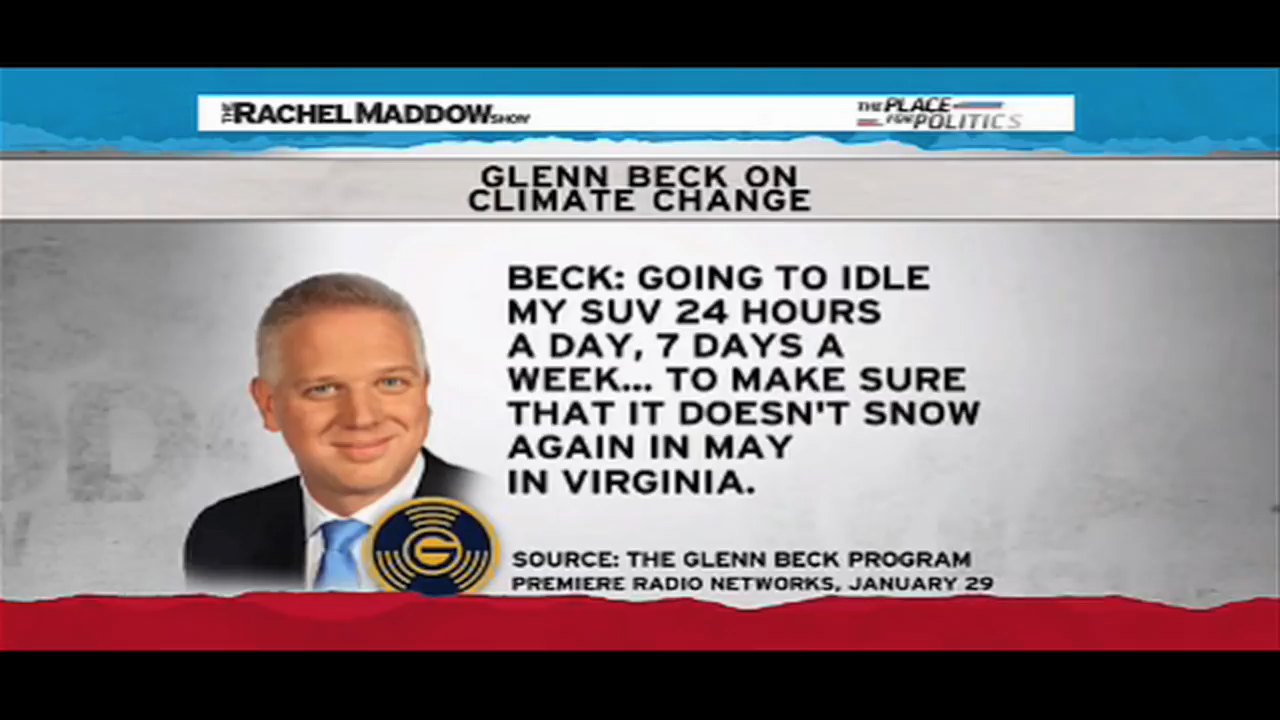 THE RACHEL MADDOW SHOW
THE PLACE
FOR POLITICS
GLENN BECK ON
CLIMATE CHANGE
BECK: GOING TO IDLE
MY SUV 24 HOURS
A DAY, 7 DAYS A
WEEK... TO MAKE SURE
THAT IT DOESN'T SNOW
AGAIN IN MAY
IN VIRGINIA.
G
SOURCE: THE GLENN BECK PROGRAM
PREMIERE RADIO NETWORKS, JANUARY 29